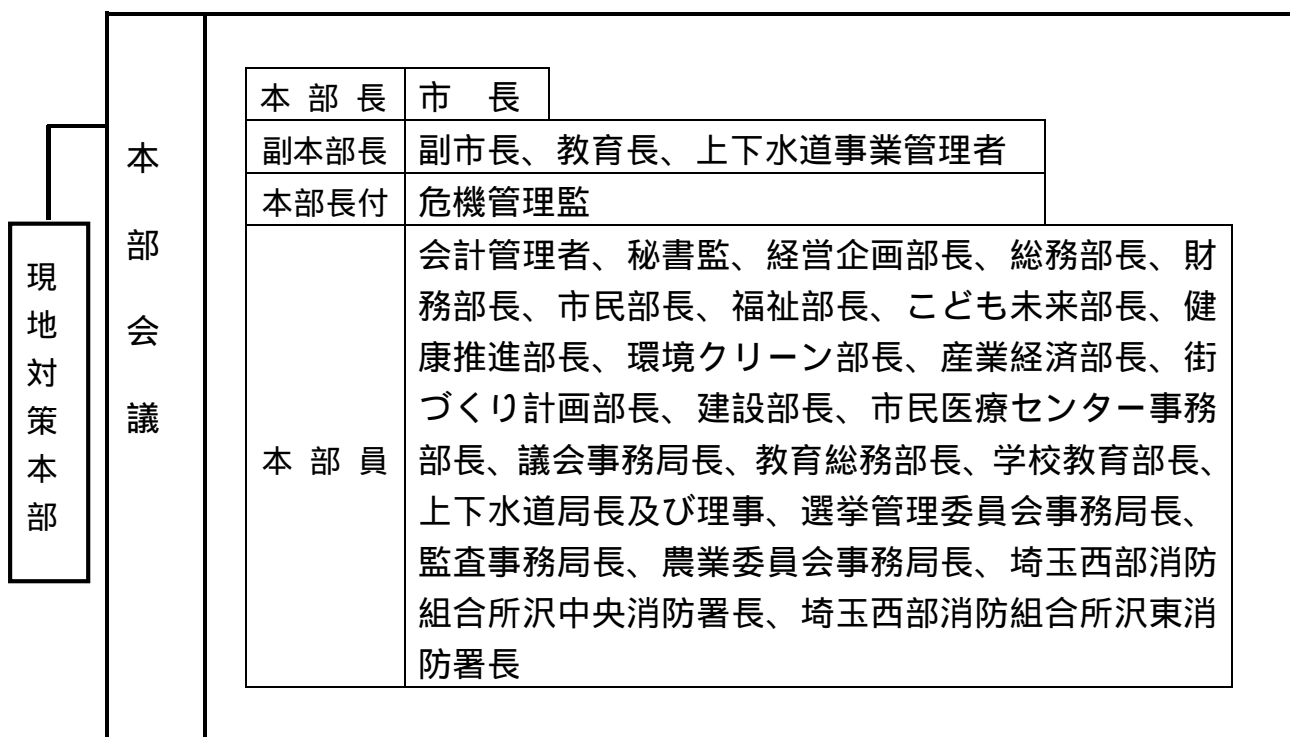 本部会議
現地対策本部
本部長 市長
副本部長 副市長、教育長、上下水道事業管理者
本部長付 危機管理監
本部員
会計管理者、秘書監、経営企画部長、総務部長、財
務部長、市民部長、福祉部長、こども未来部長、健
康推進部長、環境クリーン部長、産業経済部長、街
づくり計画部長、建設部長、市民医療センター事務
部長、議会事務局長、教育総務部長、学校教育部長、
上下水道局長及び理事、選挙管理委員会事務局長、
監査事務局長、農業委員会事務局長、埼玉西部消防
組合所沢中央消防署長、埼玉西部消防組合所沢東消
防署長